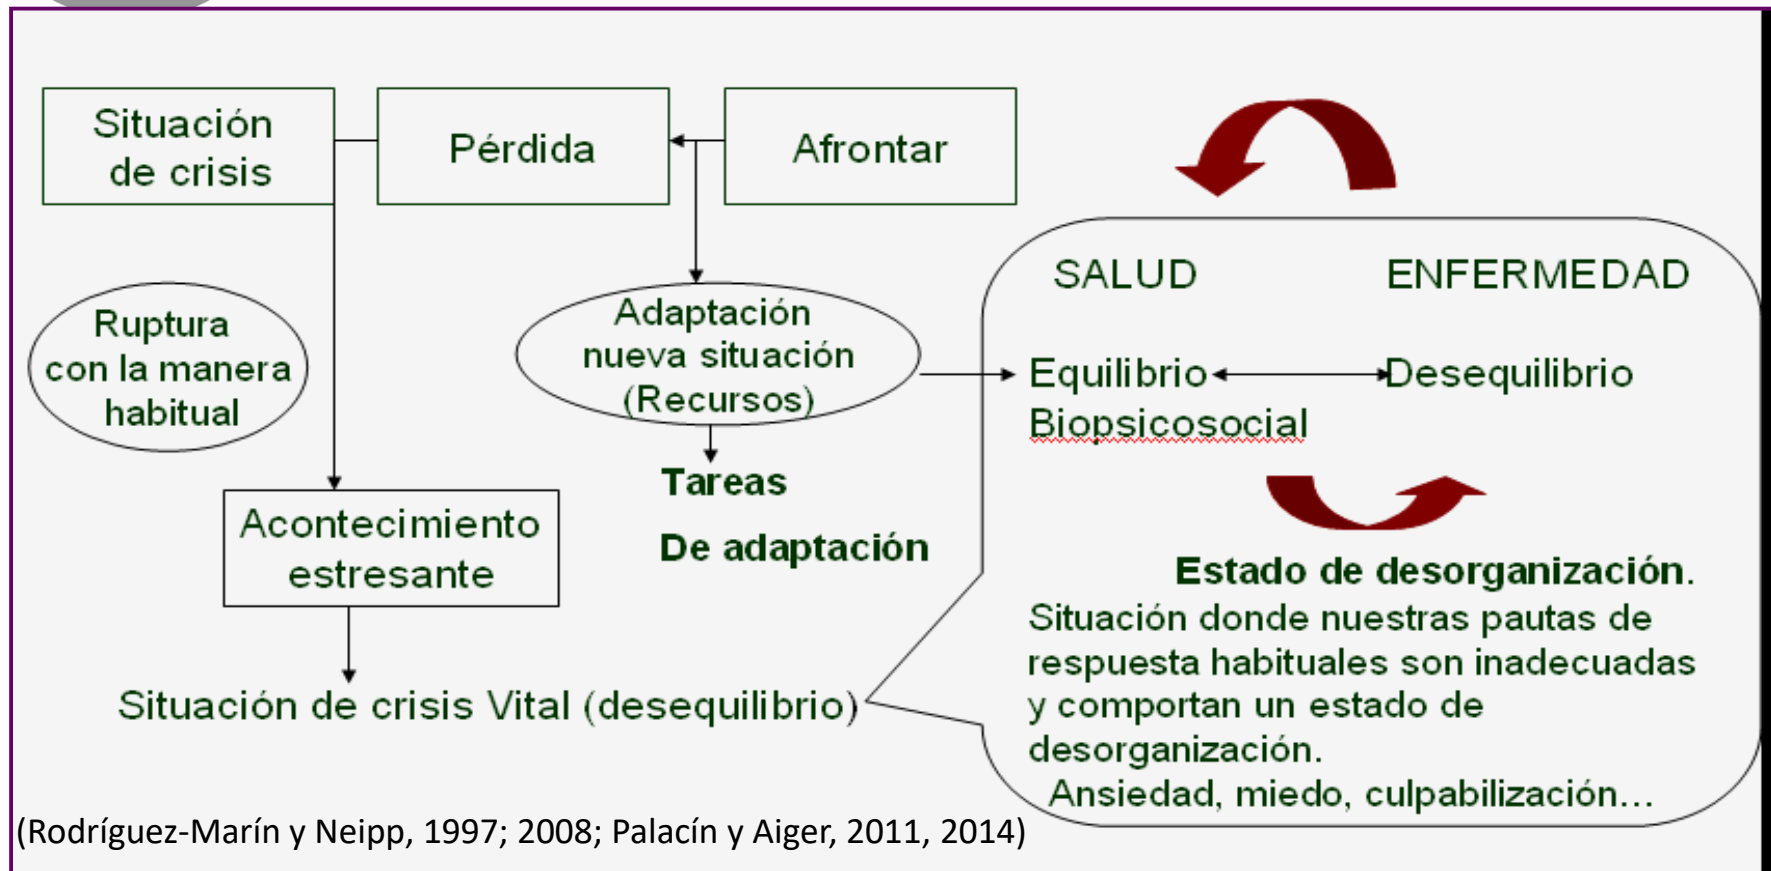 Situación
de crisis
Pérdida
Afrontar
Ruptura
con la manera
habitual
Adaptación
nueva situación
(Recursos)
Tareas
De adaptación
Acontecimiento
estresante
Situación de crisis Vital (desequilibrio)
SALUD
ENFERMEDAD
Equilibrio
Biopsicosocial
Desequilibrio
Estado de desorganización.
Situación donde nuestras pautas de
respuesta habituales son inadecuadas
y comportan un estado de
desorganización.
Ansiedad, miedo, culpabilización...
(Rodríguez-Marín y Neipp, 1997; 2008; Palacín y Aiger, 2011, 2014)